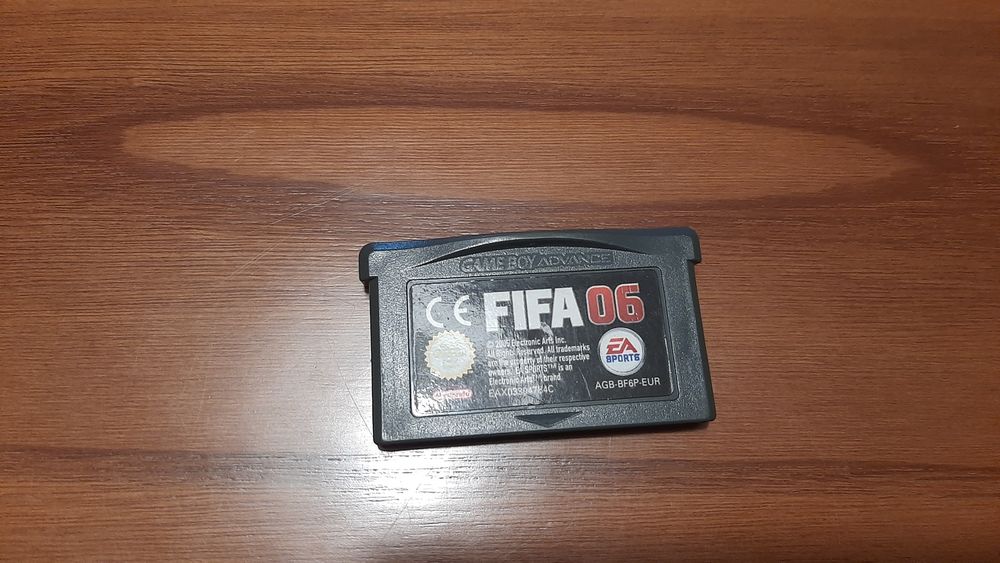 GAME BOY ADVANCE
CE FIFA 06
© 2005 Electronic Arts Inc.
All Rights Reserved. All trademarks
are the property of their respective
owners. EA SPORTS™ is an
Electronic Arts™ brand.
EA SPORTS
Nintendo
AGB-BF6P-EUR